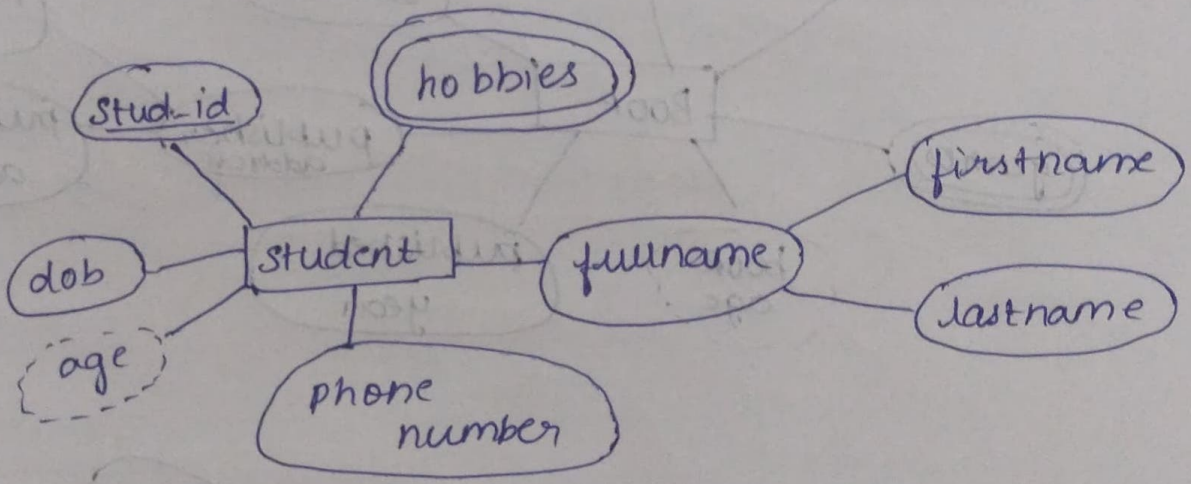 hobbies
stud_id
firstname
student
fullname
dob
lastname
age
phone
number